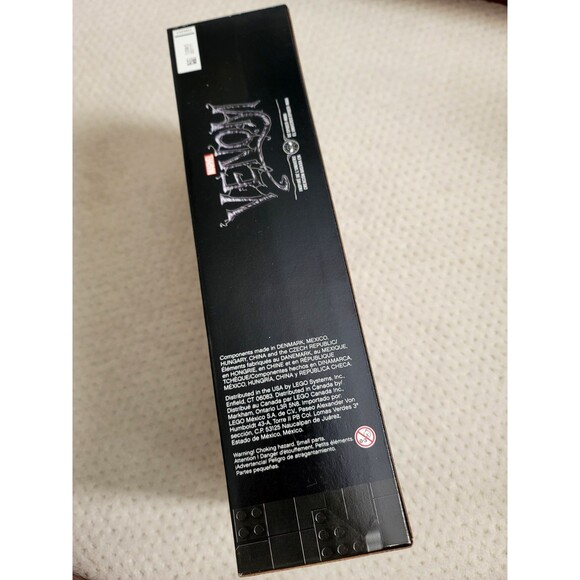 MARVEL
VENOM
Components made in DENMARK, MEXICO,
HUNGARY, CHINA and the CZECH REPUBLIC/
Éléments fabriqués au DANEMARK, au MEXIQUE,
en HONGRIE, en CHINE et en RÉPUBLIQUE
TCHÈQUE/Componentes hechos en DINAMARCA,
MÉXICO, HUNGRÍA, CHINA y REPÚBLICA CHECA.
Distributed in the USA by LEGO Systems, Inc.,
Enfield, CT 06083. Distributed in Canada by/
Distribué au Canada par LEGO Canada Inc.,
Markham, Ontario L3R 5N8. Importado por:
LEGO México S.A. de C.V., Paseo Alexander Von
Humboldt 43-A, Torre II PB Col. Lomas Verdes 3ª
sección, C.P. 53125 Naucalpan de Juárez,
Estado de México, México.
Warning! Choking hazard. Small parts.
Attention ! Danger d'étouffement. Petits éléments.
¡Advertencia! Peligro de atragantamiento.
Partes pequeñas.